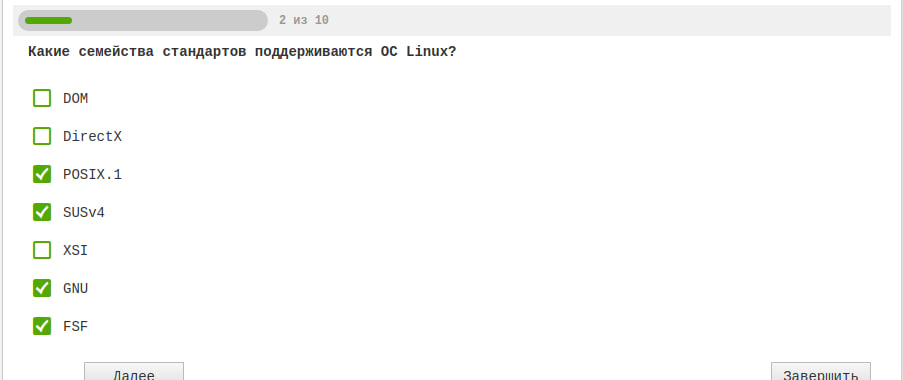 2 из 10
Какие семейства стандартов поддерживаются ОС Linux?
DOM
DirectX
POSIX.1
SUSv4
XSI
GNU
FSF
Далее
Завершить